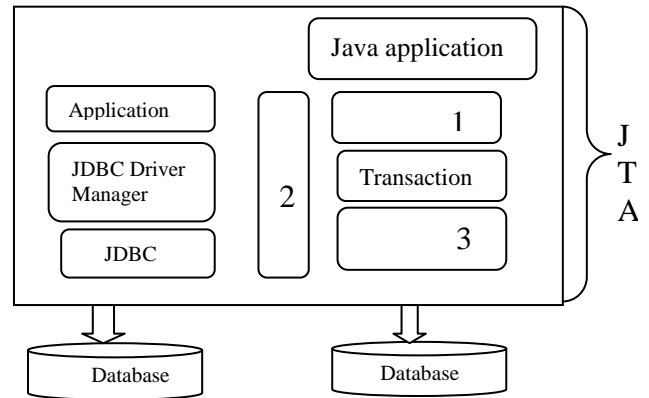 Java application
Application
JDBC Driver
Manager
JDBC
2
1
Transaction
3
J
T
A
Database
Database